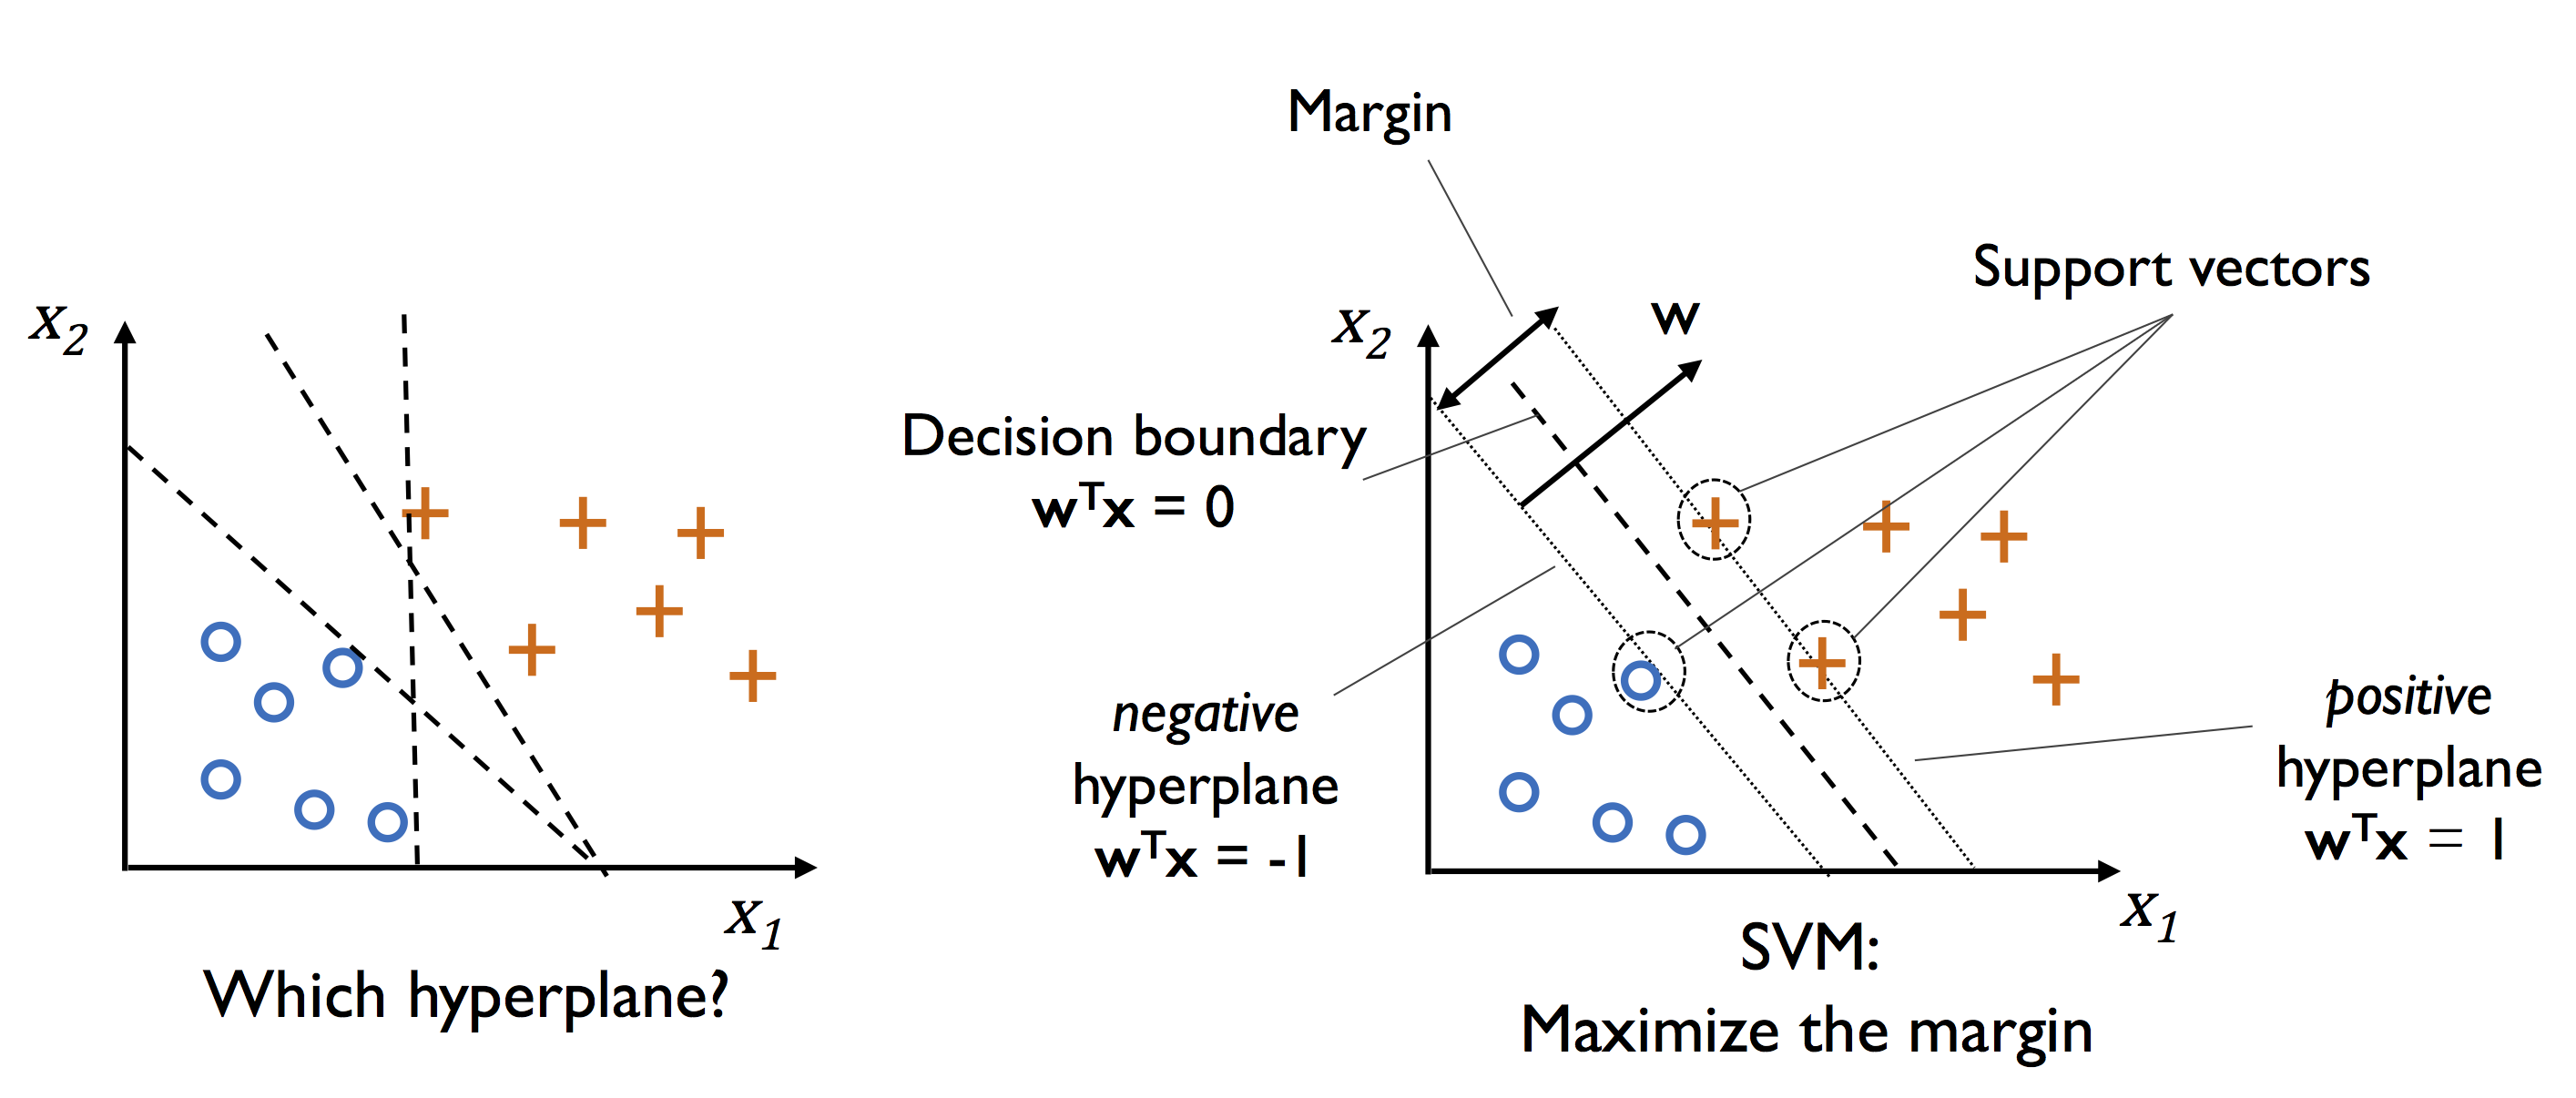 x₂
x₁
Which hyperplane?
Margin
x₂
w
Support vectors
Decision boundary
wᵀx = 0
negative
hyperplane
wᵀx = -1
positive
hyperplane
wᵀx = 1
x₁
SVM:
Maximize the margin